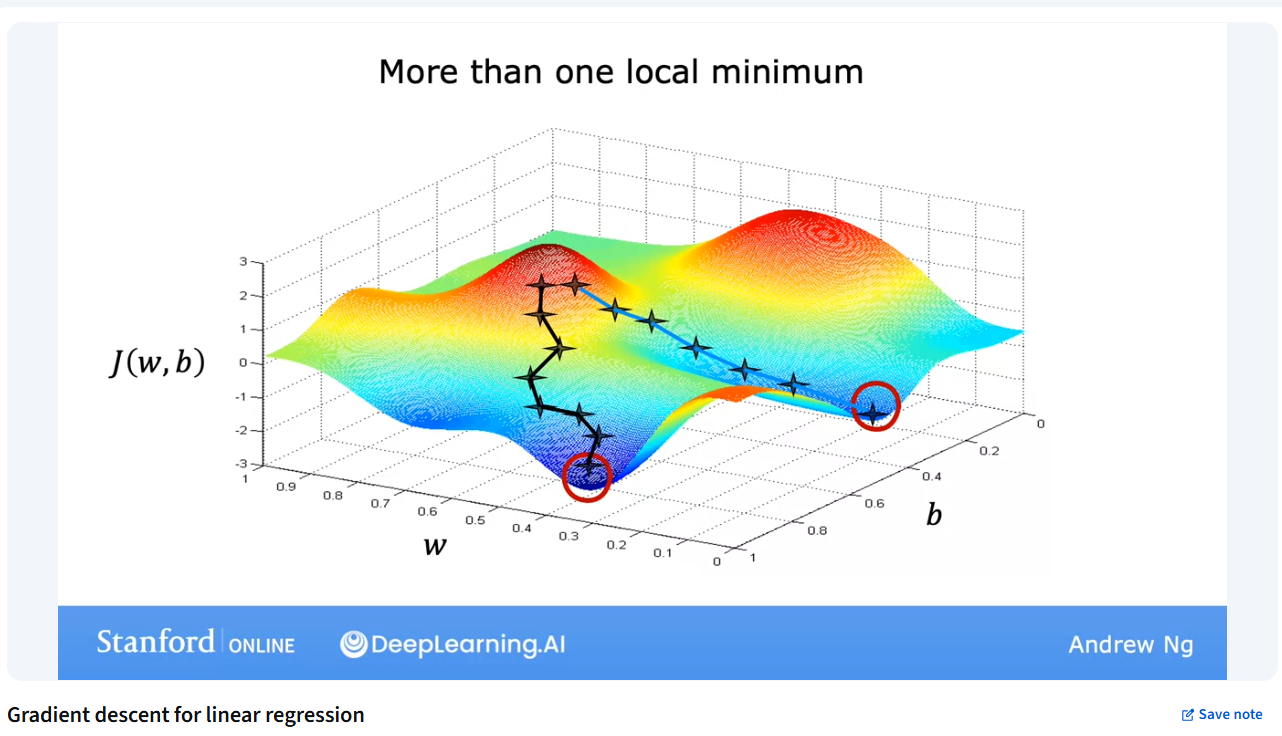 More than one local minimum
J(w, b)
3
2
1
0
-1
-2
-3
1
0.9
0.8
0.7
0.6
0.5
0.4
0.3
0.2
0.1
0
w
1
0.8
0.6
0.4
0.2
0
b
Stanford ONLINE
DeepLearning.AI
Andrew Ng
Gradient descent for linear regression
Save note